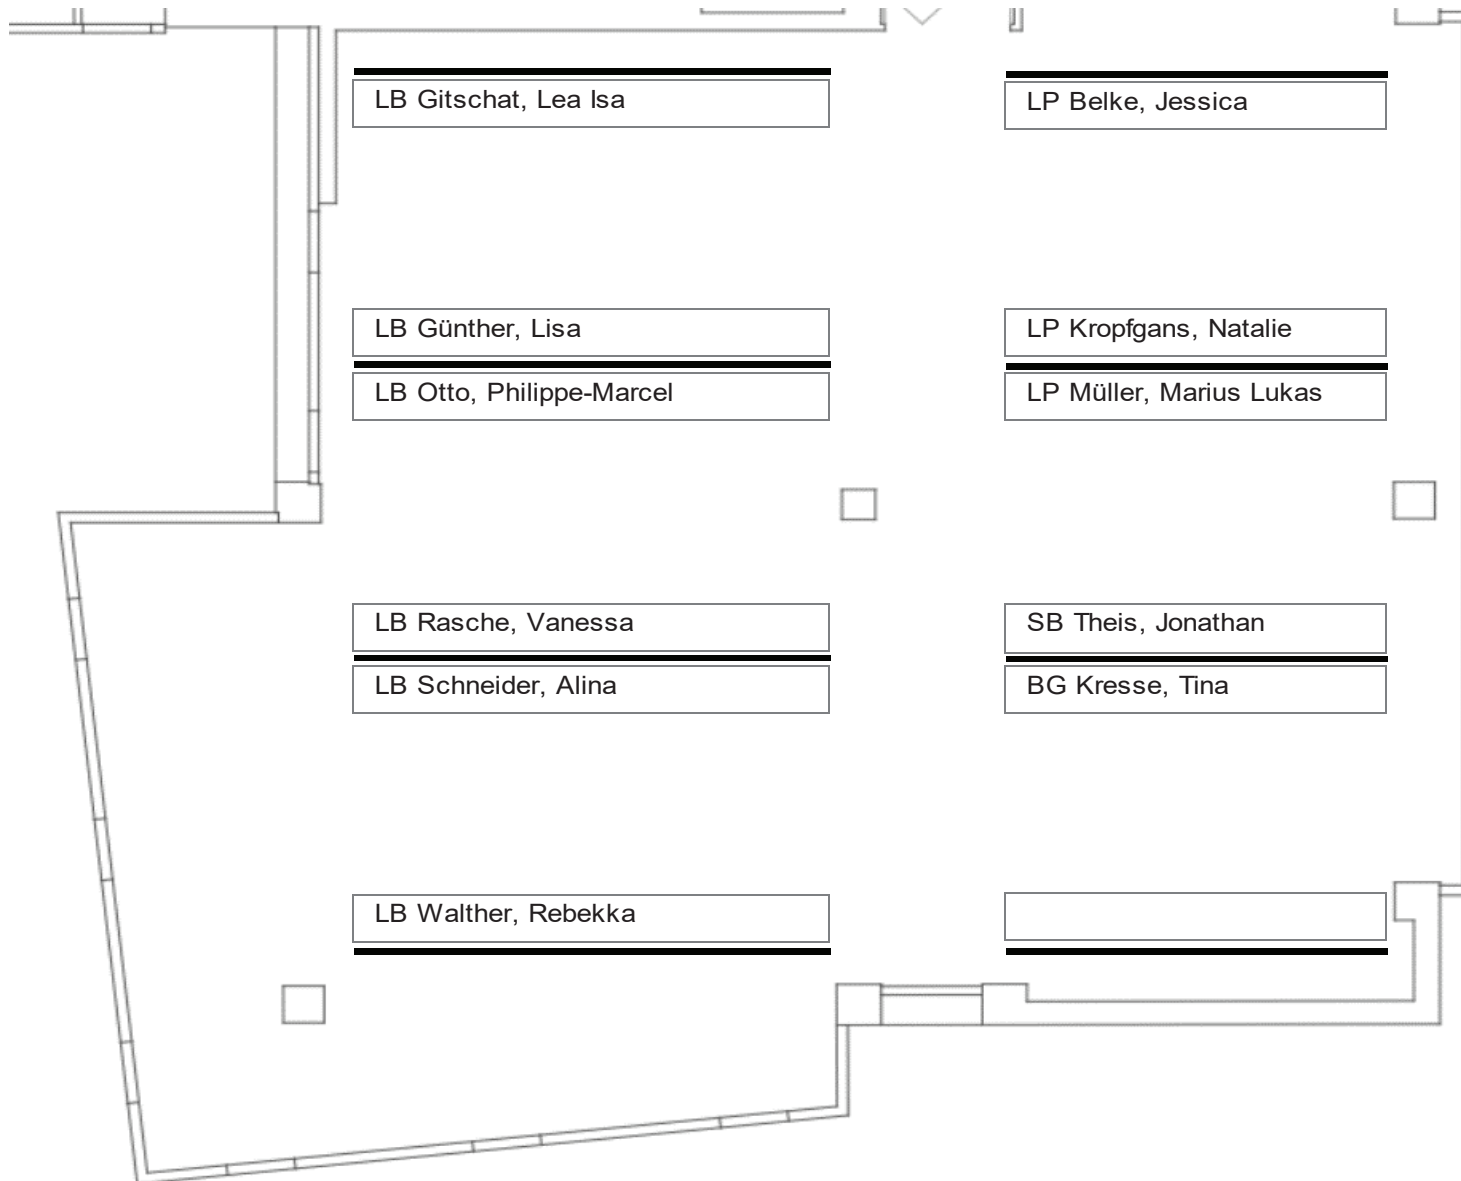 LB Gitschat, Lea Isa
LP Belke, Jessica
LB Günther, Lisa
LP Kropfgans, Natalie
LB Otto, Philippe-Marcel
LP Müller, Marius Lukas
LB Rasche, Vanessa
SB Theis, Jonathan
LB Schneider, Alina
BG Kresse, Tina
LB Walther, Rebekka